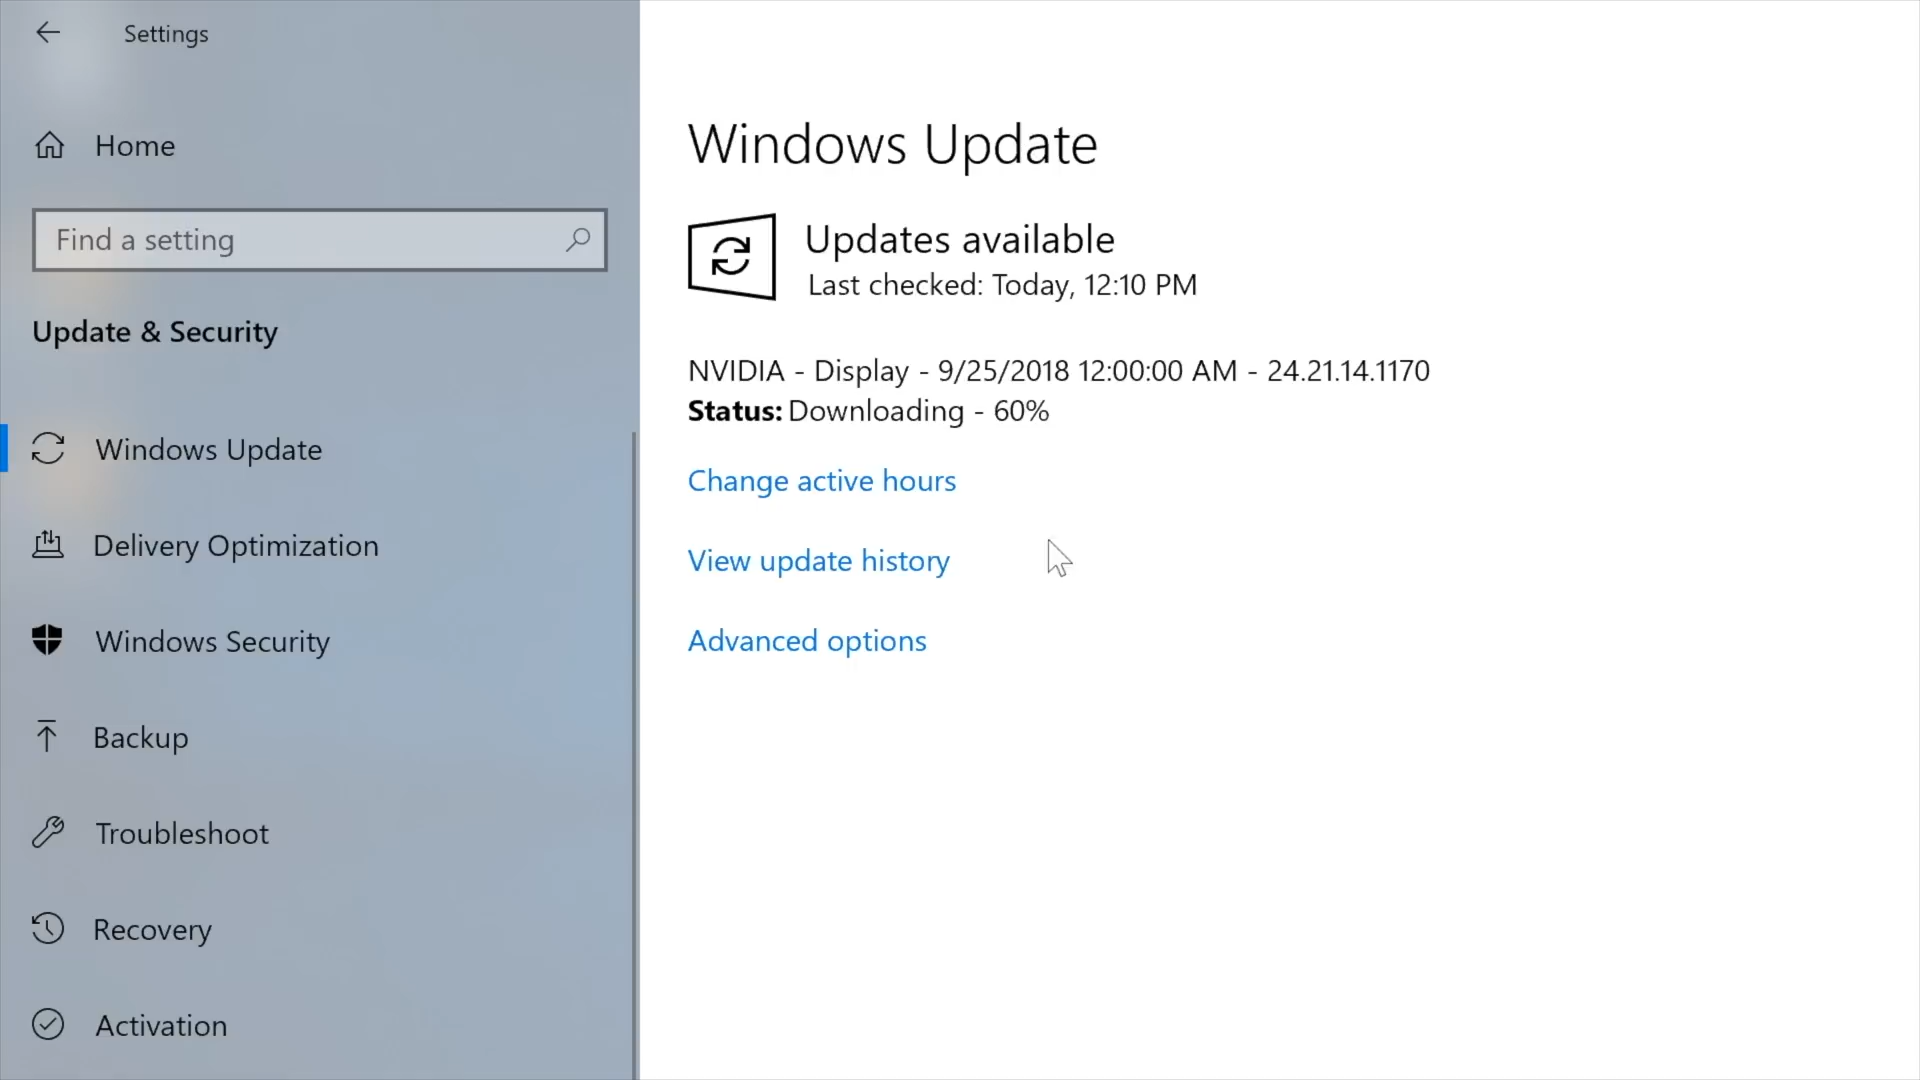 Settings
Home
Find a setting
Update & Security
Windows Update
Delivery Optimization
Windows Security
Backup
Troubleshoot
Recovery
Activation
Windows Update
Updates available
Last checked: Today, 12:10 PM
NVIDIA - Display - 9/25/2018 12:00:00 AM - 24.21.14.1170
Status: Downloading - 60%
Change active hours
View update history
Advanced options